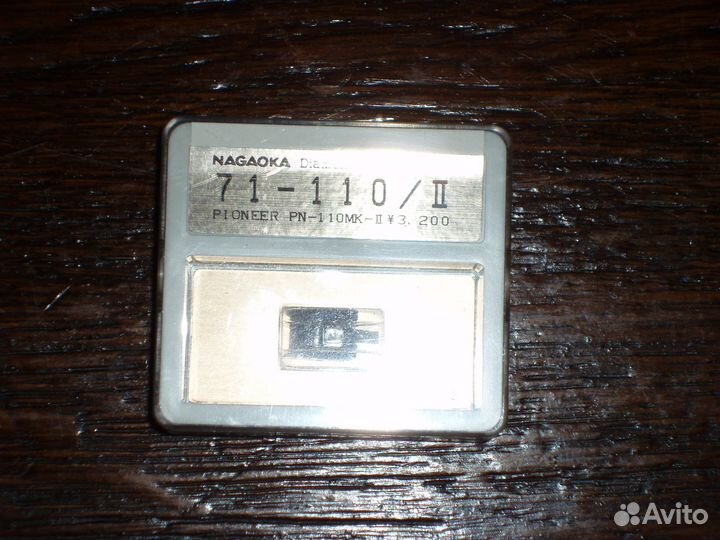 NAGAOKA
71-110/II
PIONEER PN-110MK-II ¥3,200
Avito